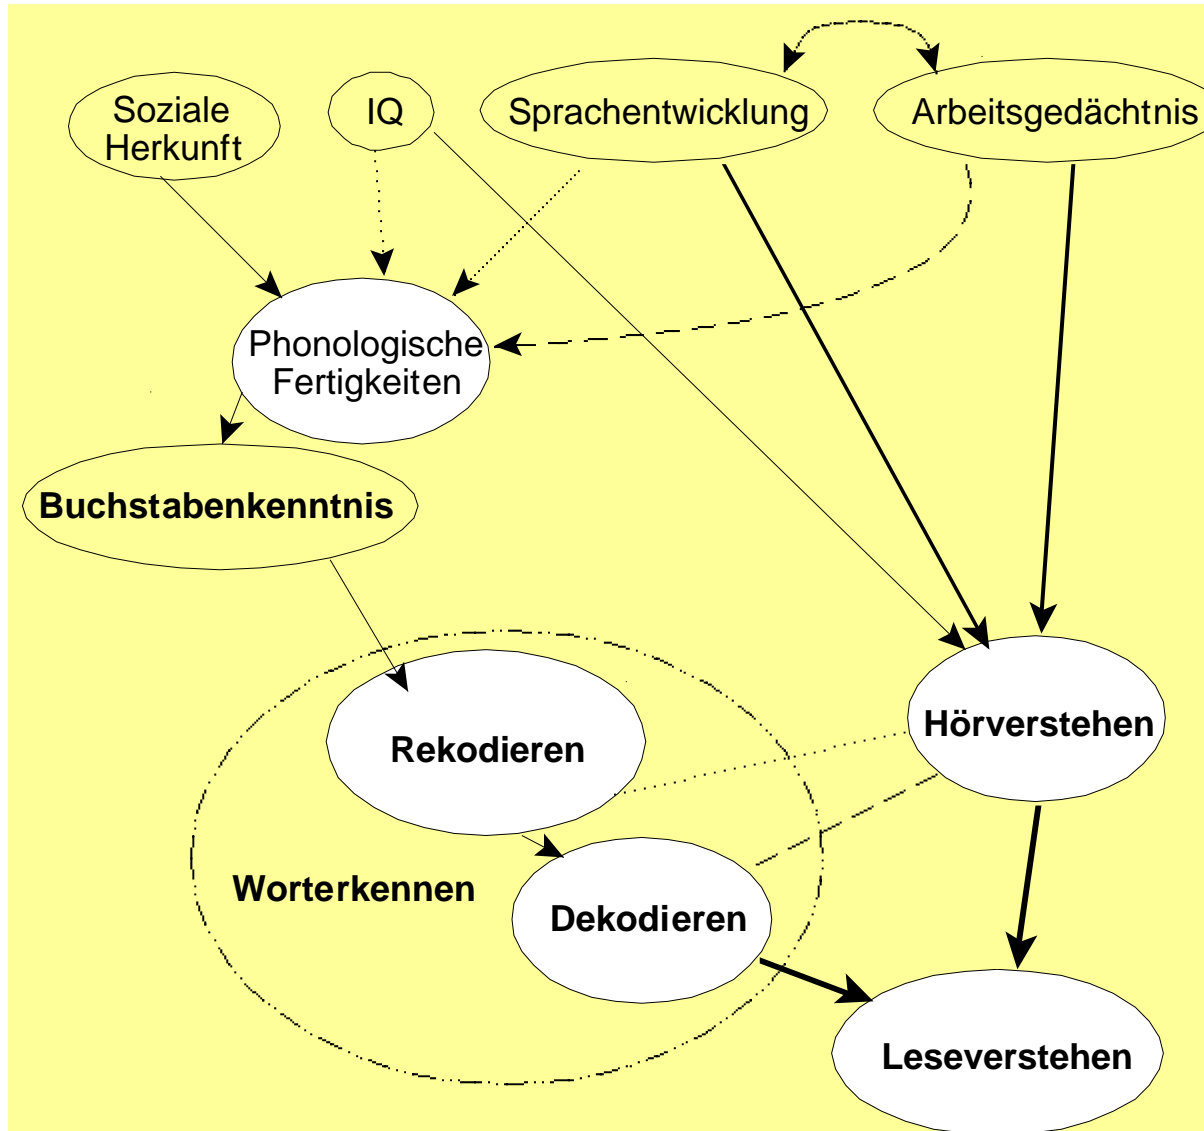 Soziale
Herkunft
IQ
Sprachentwicklung
Arbeitsgedächtnis
Phonologische
Fertigkeiten
Buchstabenkenntnis
Rekodieren
Hörverstehen
Worterkennen
Dekodieren
Leseverstehen